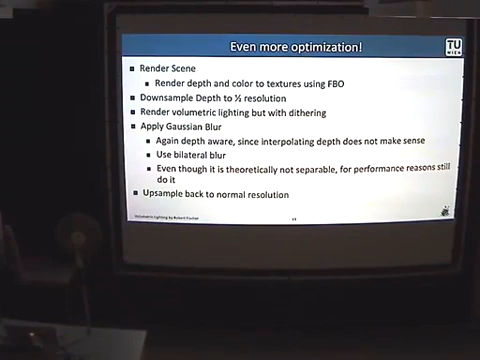 Even more optimization!
TU
WIEN
Render Scene
Render depth and color to textures using FBO
Downsample Depth to ½ resolution
Render volumetric lighting but with dithering
Apply Gaussian Blur
Again depth aware, since interpolating depth does not make sense
Use bilateral blur
Even though it is theoretically not separable, for performance reasons still
do it
Upsample back to normal resolution
Volumetric Lighting by Robert